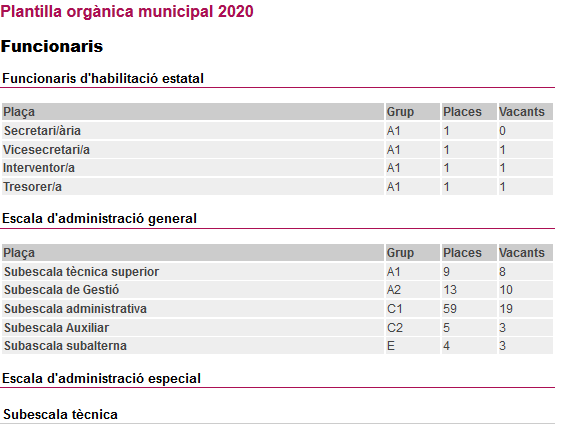 Plantilla orgànica municipal 2020
Funcionaris
Funcionaris d'habilitació estatal
Plaça Grup Places Vacants
Secretari/ària A1 1 0
Vicesecretari/a A1 1 1
Interventor/a A1 1 1
Tresorer/a A1 1 1
Escala d'administració general
Plaça Grup Places Vacants
Subescala tècnica superior A1 9 8
Subescala de Gestió A2 13 10
Subescala administrativa C1 59 19
Subescala Auxiliar C2 5 3
Subascala subalterna E 4 3
Escala d'administració especial
Subescala tècnica